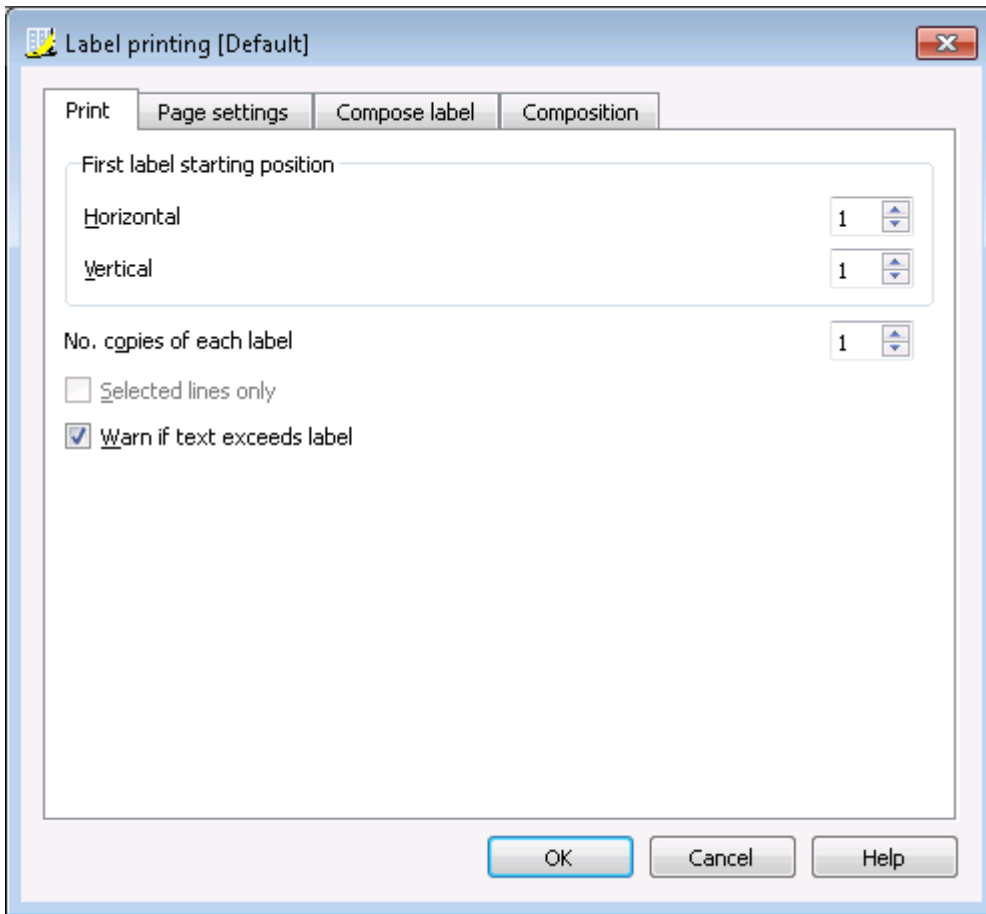 Label printing [Default]
Print Page settings Compose label Composition
First label starting position
Horizontal 1
Vertical 1
No. copies of each label 1
Selected lines only
Warn if text exceeds label
OK Cancel Help